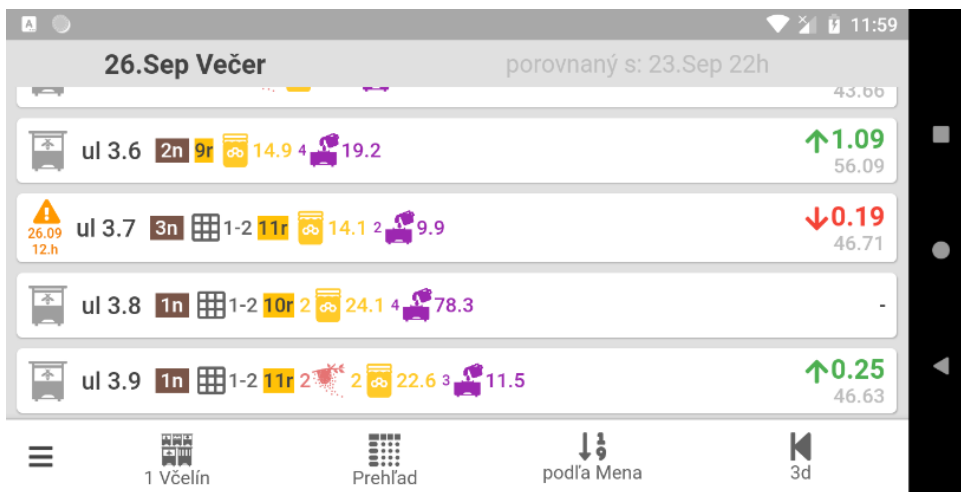 A 11:59
26.Sep Večer porovnaný s: 23.Sep 22h
43.66
ul 3.6 2n 9r 14.9 4 19.2 1.09
56.09
ul 3.7 3n 1-2 11r 14.1 2 9.9 0.19
26.09
12.h
46.71
ul 3.8 1n 1-2 10r 2 24.1 4 78.3 -
ul 3.9 1n 1-2 11r 2 2 22.6 3 11.5 0.25
46.63
1 Včelín Prehľad podľa Mena 3d
1
9